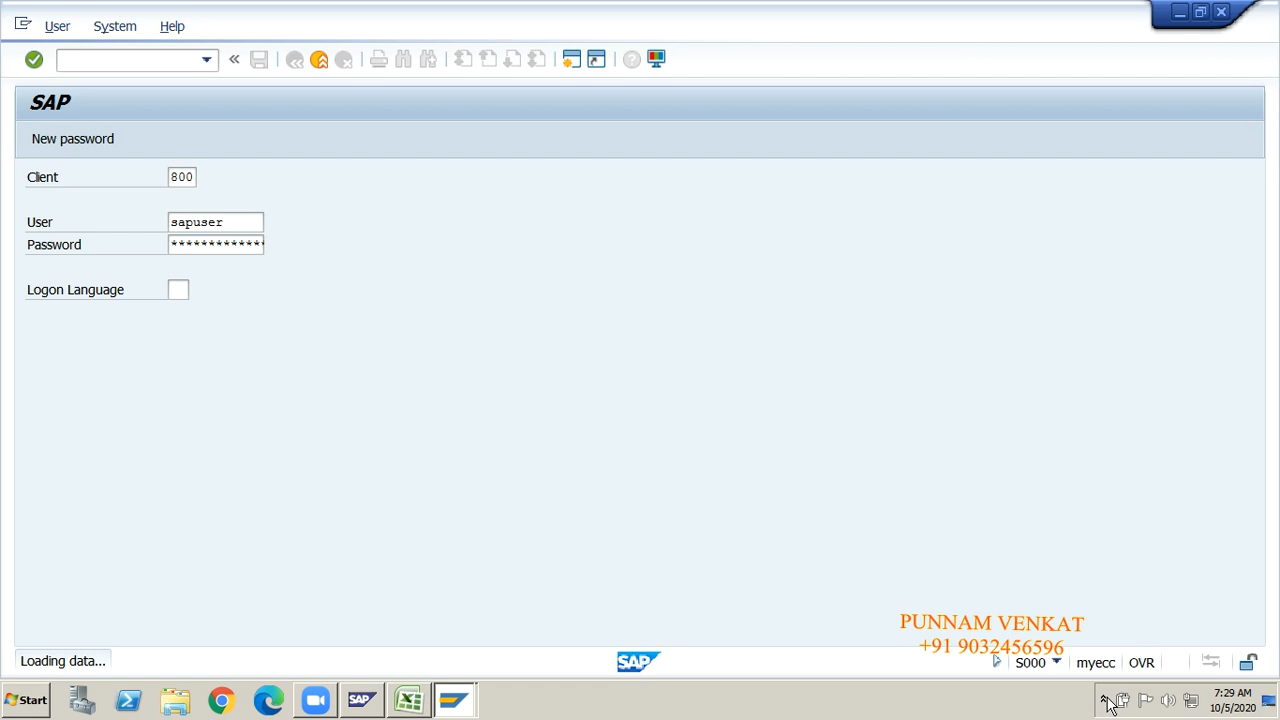 User System Help
SAP
New password
Client 800
User sapuser
Password *************
Logon Language
PUNNAM VENKAT
+91 9032456596
Loading data... SAP S000 myecc OVR
Start SAP 7:29 AM
10/5/2020